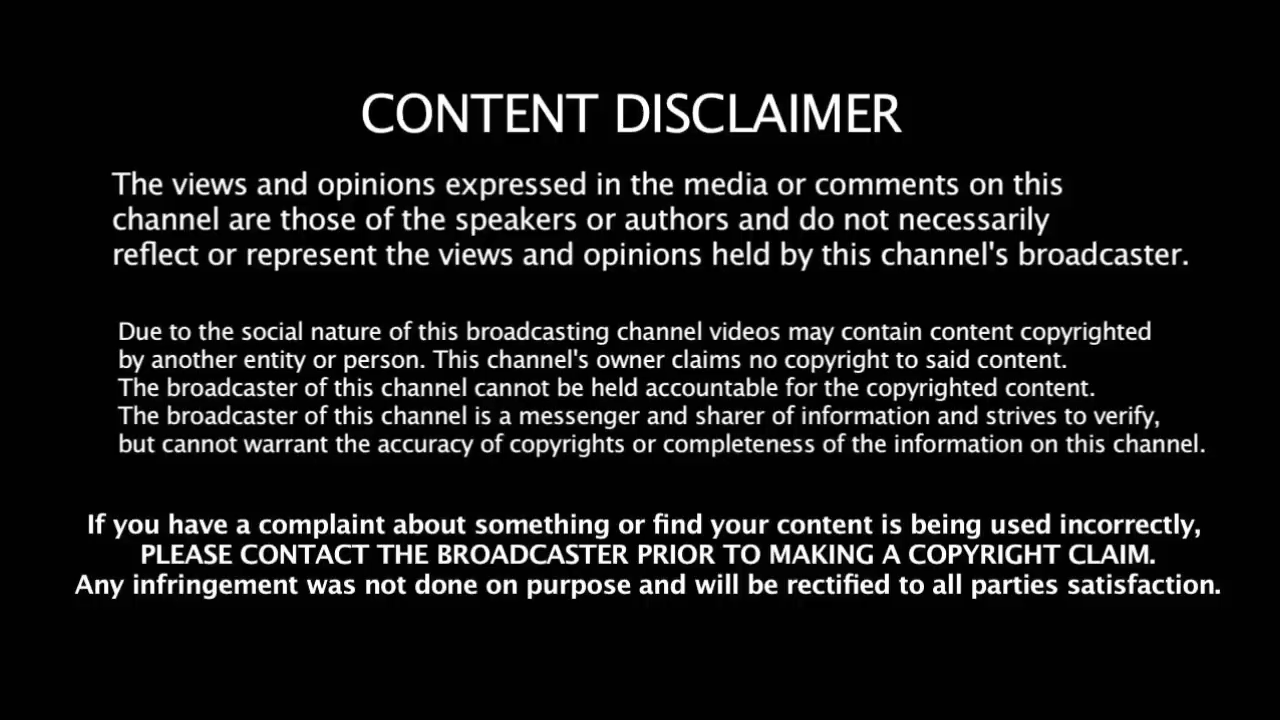 CONTENT DISCLAIMER
The views and opinions expressed in the media or comments on this
channel are those of the speakers or authors and do not necessarily
reflect or represent the views and opinions held by this channel's broadcaster.
Due to the social nature of this broadcasting channel videos may contain content copyrighted
by another entity or person. This channel's owner claims no copyright to said content.
The broadcaster of this channel cannot be held accountable for the copyrighted content.
The broadcaster of this channel is a messenger and sharer of information and strives to verify,
but cannot warrant the accuracy of copyrights or completeness of the information on this channel.
If you have a complaint about something or find your content is being used incorrectly,
PLEASE CONTACT THE BROADCASTER PRIOR TO MAKING A COPYRIGHT CLAIM.
Any infringement was not done on purpose and will be rectified to all parties satisfaction.